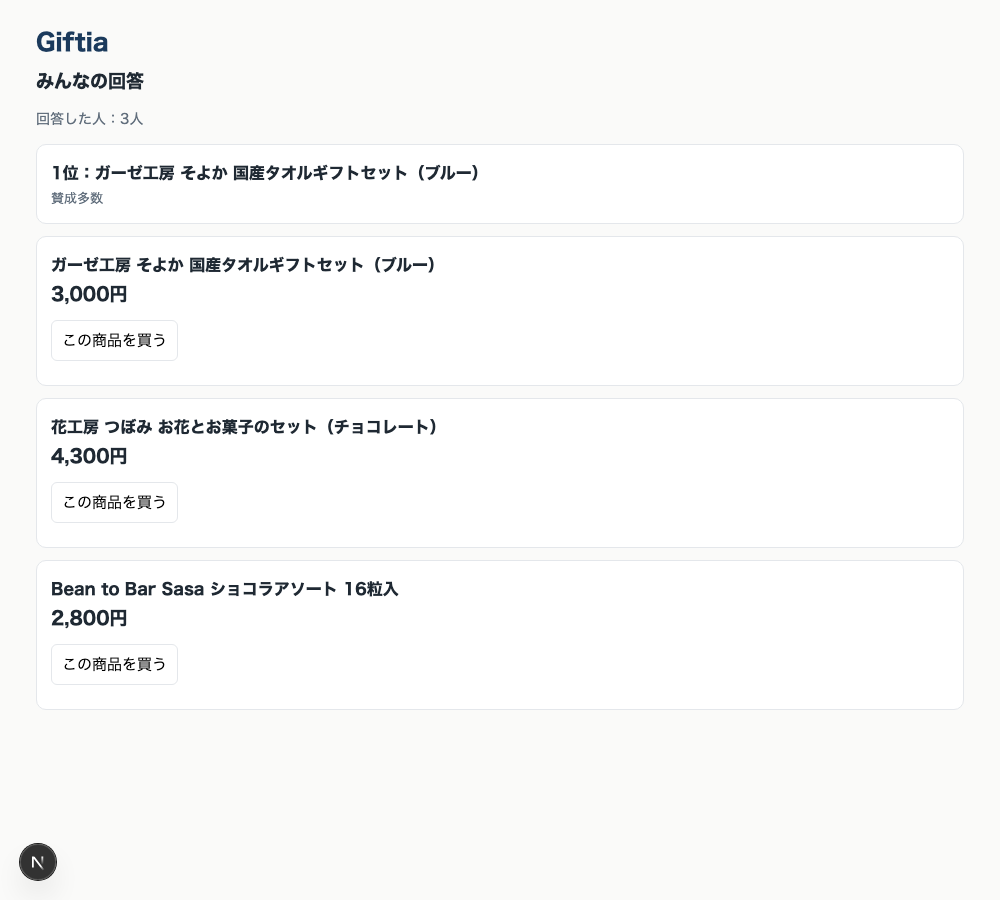 Giftia
みんなの回答
回答した人：3人
1位：ガーゼ工房 そよか 国産タオルギフトセット（ブルー）
賛成多数
ガーゼ工房 そよか 国産タオルギフトセット（ブルー）
3,000円
この商品を買う
花工房 つぼみ お花とお菓子のセット（チョコレート）
4,300円
この商品を買う
Bean to Bar Sasa ショコラアソート 16粒入
2,800円
この商品を買う
N